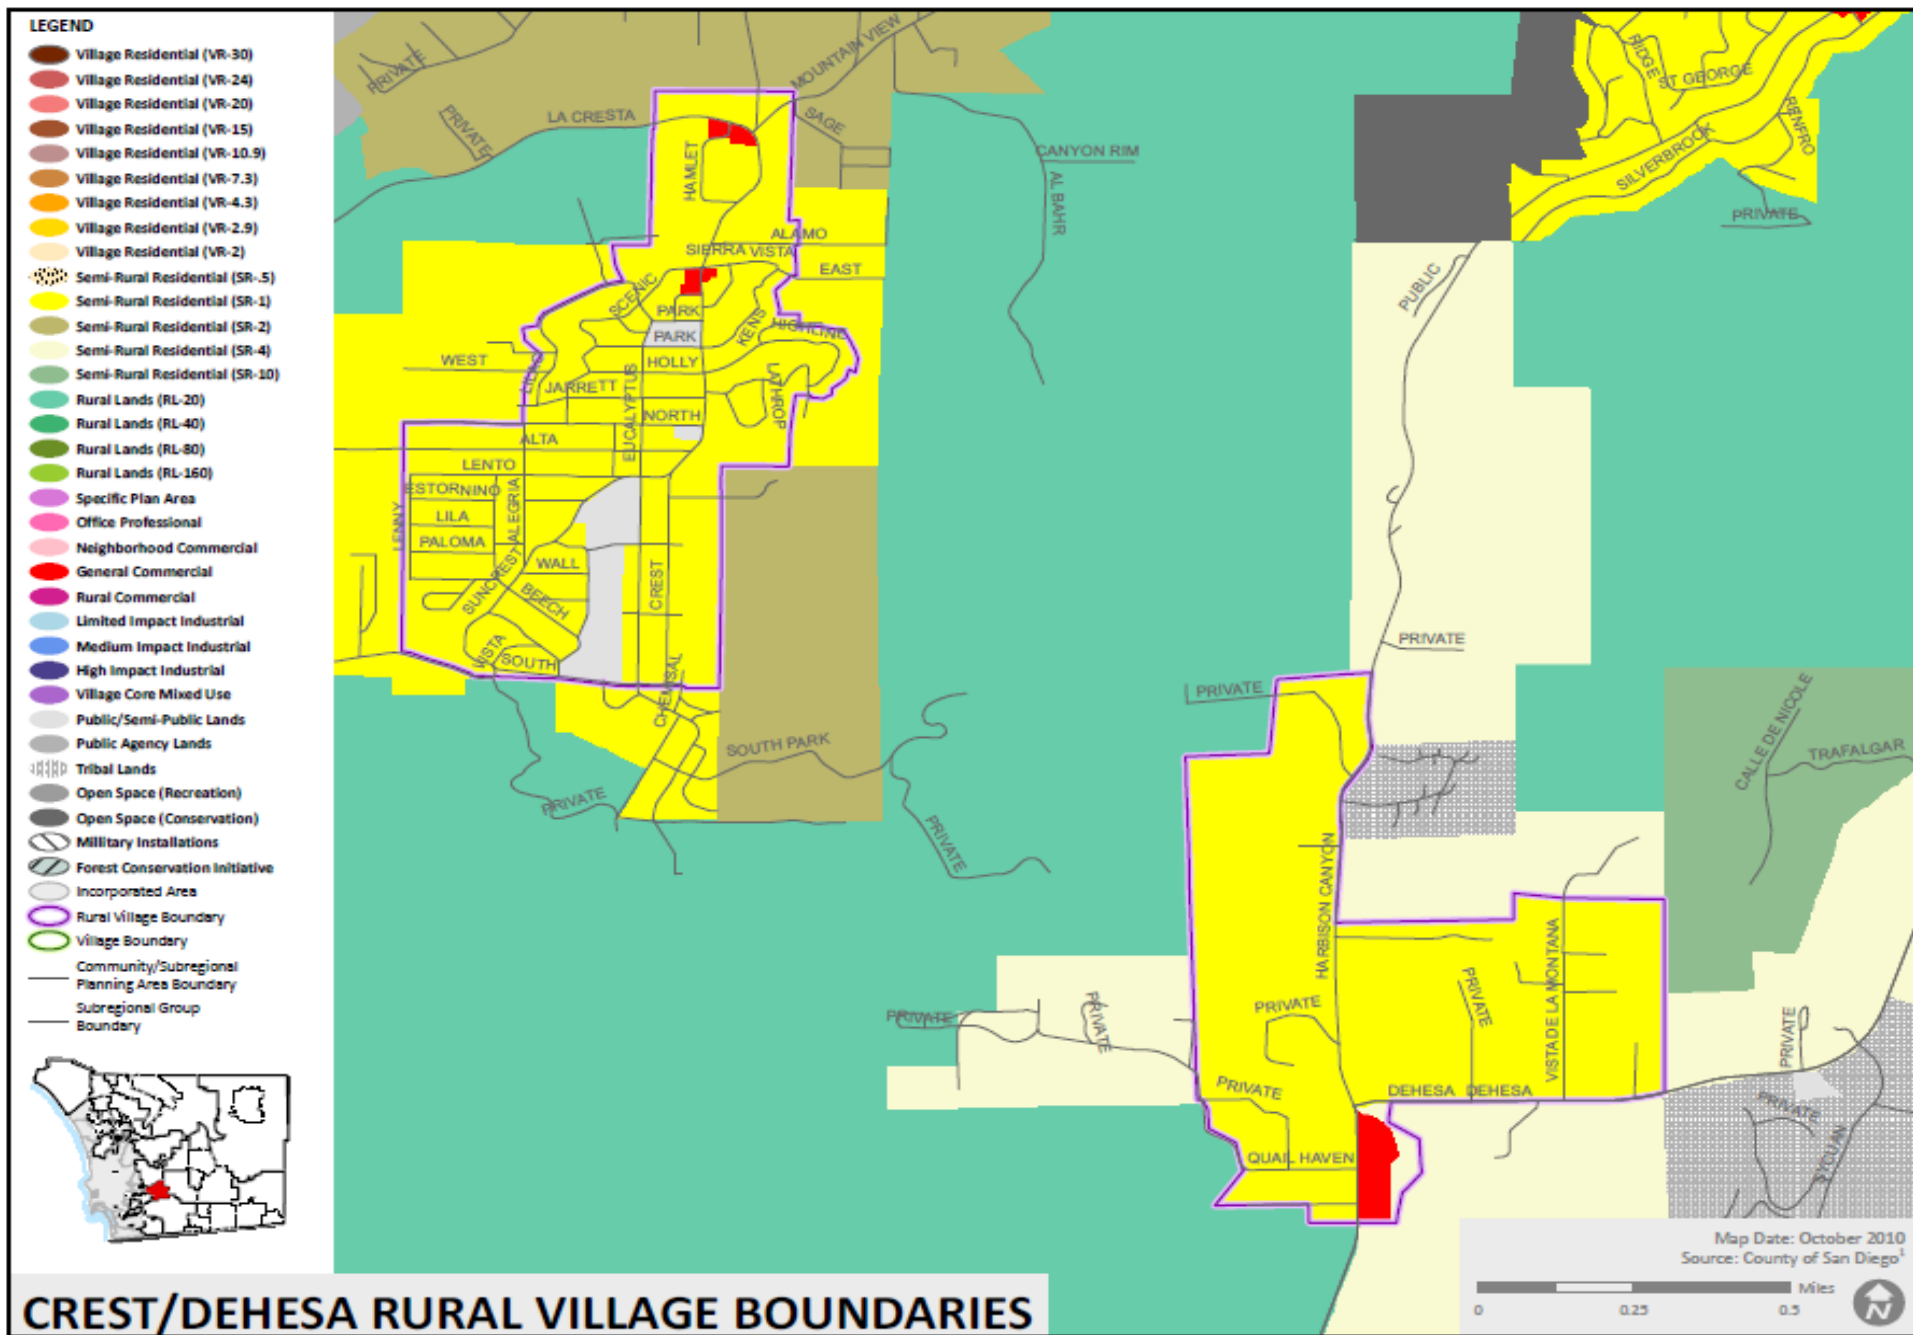 LEGEND
Village Residential (VR-30)
Village Residential (VR-24)
Village Residential (VR-20)
Village Residential (VR-15)
Village Residential (VR-10.9)
Village Residential (VR-7.3)
Village Residential (VR-4.3)
Village Residential (VR-2.9)
Village Residential (VR-2)
Semi-Rural Residential (SR-.5)
Semi-Rural Residential (SR-1)
Semi-Rural Residential (SR-2)
Semi-Rural Residential (SR-4)
Semi-Rural Residential (SR-10)
Rural Lands (RL-20)
Rural Lands (RL-40)
Rural Lands (RL-80)
Rural Lands (RL-160)
Specific Plan Area
Office Professional
Neighborhood Commercial
General Commercial
Rural Commercial
Limited Impact Industrial
Medium Impact Industrial
High Impact Industrial
Village Core Mixed Use
Public/Semi-Public Lands
Public Agency Lands
Tribal Lands
Open Space (Recreation)
Open Space (Conservation)
Millitary Installations
Forest Conservation Initiative
Incorporated Area
Rural Village Boundary
Village Boundary
Community/Subregional
Planning Area Boundary
Subregional Group
Boundary
PRIVATE
MOUNTAIN VIEW
PRIVATE
LA CRESTA
SAGE
HAMLET
CANYON RIM
AL BAHR
RIDGE
ST GEORGE
RENFRO
SILVERBROOK
PRIVATE
ALAMO
SIERRA VISTA
EAST
SCENIC
PARK
PARK
KENS
HIGHLINE
WEST
LILAC
HOLLY
JARRETT
EUCALYPTUS
LATHROP
NORTH
ALTA
LENTO
ESTORNINO
ALEGRIA
LENNY
LILA
PALOMA
SUNCREST
WALL
BEECH
CREST
VISTA
SOUTH
CHEMISAL
SOUTH PARK
PRIVATE
PRIVATE
PUBLIC
PRIVATE
PRIVATE
CALLE DE NICOLE
TRAFALGAR
HARBISON CANYON
VISTA DE LA MONTANA
PRIVATE
PRIVATE
PRIVATE
PRIVATE
PRIVATE
PRIVATE
DEHESA
DEHESA
PRIVATE
SYCUAN
QUAIL HAVEN
Map Date: October 2010
Source: County of San Diego1
Miles
0
0.25
0.5
N
CREST/DEHESA RURAL VILLAGE BOUNDARIES